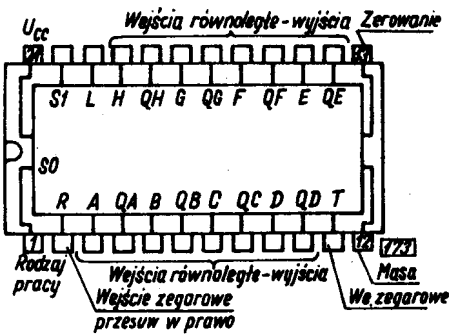 Wejścia równoległe-wyjścia Zerowanie
Ucc
24 13
S1 L H QH G QG F QF E QE
S0
R A QA B QB C QC D QD T
1 12 173
Rodzaj pracy
Wejścia równoległe-wyjścia
Masa
Wejście zegarowe
przesuw w prawo
We zegarowe